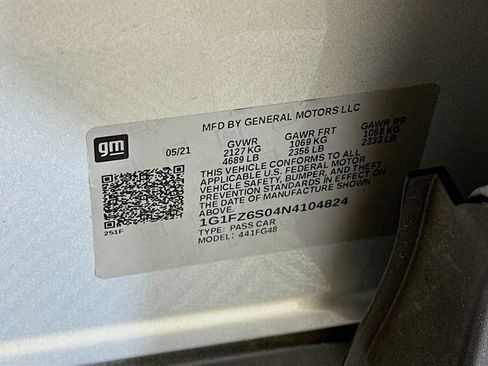 gm
MFD BY GENERAL MOTORS LLC
05/21
GVWR GAWR FRT GAWR RR
2127 KG 1069 KG 1058 KG
4689 LB 2356 LB 2333 LB
THIS VEHICLE CONFORMS TO ALL
APPLICABLE U.S. FEDERAL MOTOR
VEHICLE SAFETY, BUMPER, AND THEFT
PREVENTION STANDARDS IN EFFECT ON
THE DATE OF MANUFACTURE SHOWN
ABOVE.
1G1FZ6S04N4104824
TYPE: PASS CAR
MODEL: 441FG48
251F